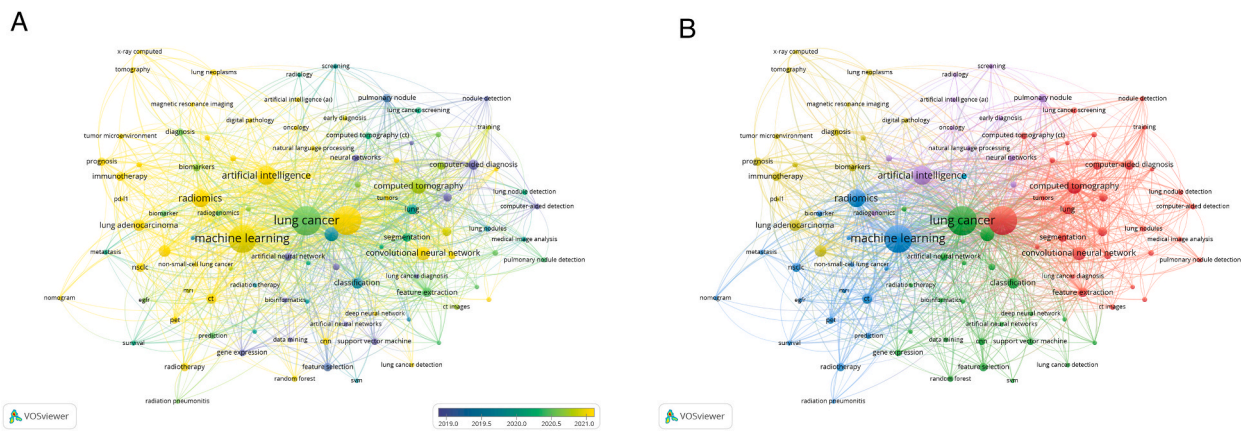 A
x-ray computed
tomography
lung neoplasms
radiology
screening
artificial intelligence (ai)
pulmonary nodule
nodule detection
magnetic resonance imaging
lung cancer screening
digital pathology
early diagnosis
training
tumor microenvironment
diagnosis
oncology
computed tomography (ct)
natural language processing
neural networks
prognosis
biomarkers
computer-aided diagnosis
immunotherapy
artificial intelligence
computed tomography
lung nodule detection
pdl1
radiomics
tumors
biomarker
radiogenomics
lung
computer-aided detection
lung adenocarcinoma
lung cancer
lung nodules
machine learning
segmentation
medical image analysis
metastasis
artificial neural network
convolutional neural network
pulmonary nodule detection
nsclc
non-small-cell lung cancer
lung cancer diagnosis
radiation therapy
classification
mri
feature extraction
nomogram
egfr
ct
bioinformatics
ct images
deep neural network
pet
artificial neural networks
survival
prediction
data mining
cnn
support vector machine
gene expression
radiotherapy
feature selection
lung cancer detection
random forest
svm
radiation pneumonitis
VOSviewer
2019.0 2019.5 2020.0 2020.5 2021.0
B
x-ray computed
tomography
lung neoplasms
radiology
screening
artificial intelligence (ai)
pulmonary nodule
nodule detection
magnetic resonance imaging
lung cancer screening
digital pathology
early diagnosis
training
tumor microenvironment
diagnosis
oncology
computed tomography (ct)
natural language processing
neural networks
prognosis
biomarkers
computer-aided diagnosis
immunotherapy
artificial intelligence
computed tomography
lung nodule detection
pdl1
radiomics
tumors
biomarker
radiogenomics
lung
computer-aided detection
lung adenocarcinoma
lung cancer
lung nodules
machine learning
segmentation
medical image analysis
metastasis
artificial neural network
convolutional neural network
pulmonary nodule detection
nsclc
non-small-cell lung cancer
lung cancer diagnosis
radiation therapy
classification
mri
feature extraction
nomogram
egfr
ct
bioinformatics
ct images
deep neural network
pet
artificial neural networks
survival
prediction
data mining
cnn
support vector machine
gene expression
radiotherapy
feature selection
lung cancer detection
random forest
svm
radiation pneumonitis
VOSviewer